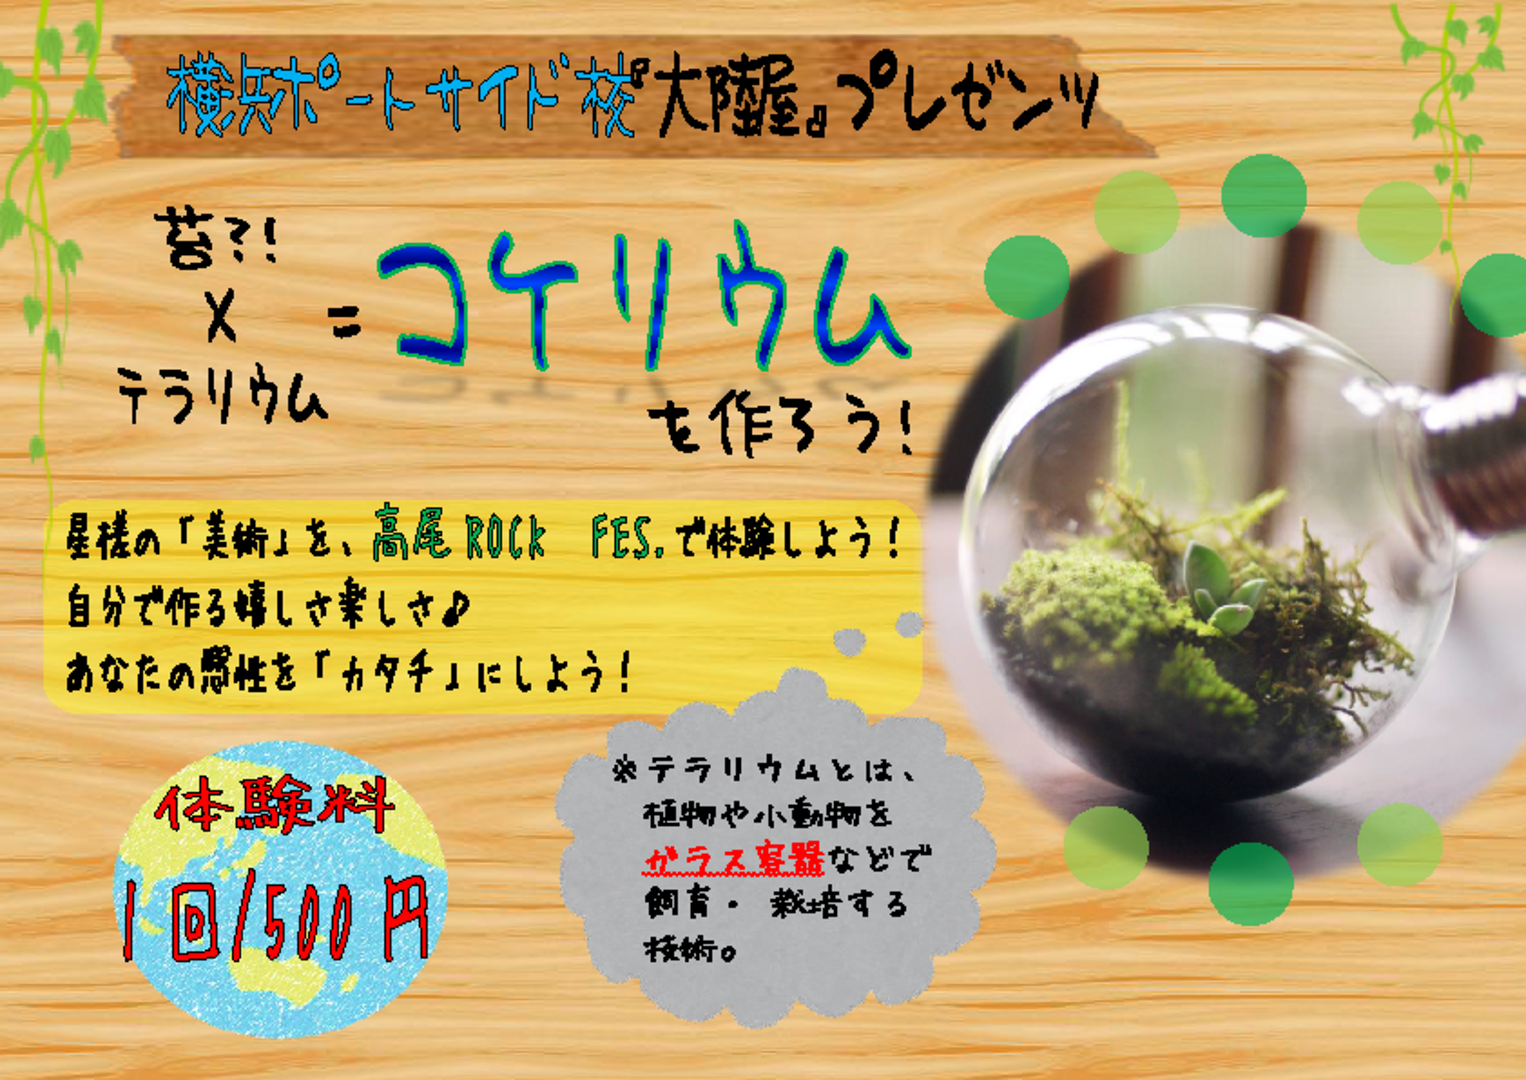 横浜ポートサイド校『大陸屋』プレゼンツ
苔?!
×
テラリウム
=
コケリウム
を作ろう!
星様の「美術」を、高尾ROCK FES.で体験しよう!
自分で作る嬉しさ楽しさ♪
あなたの感性を「カタチ」にしよう!
体験料
1回/500円
※テラリウムとは、
植物や小動物を
ガラス容器などで
飼育・栽培する
技術。